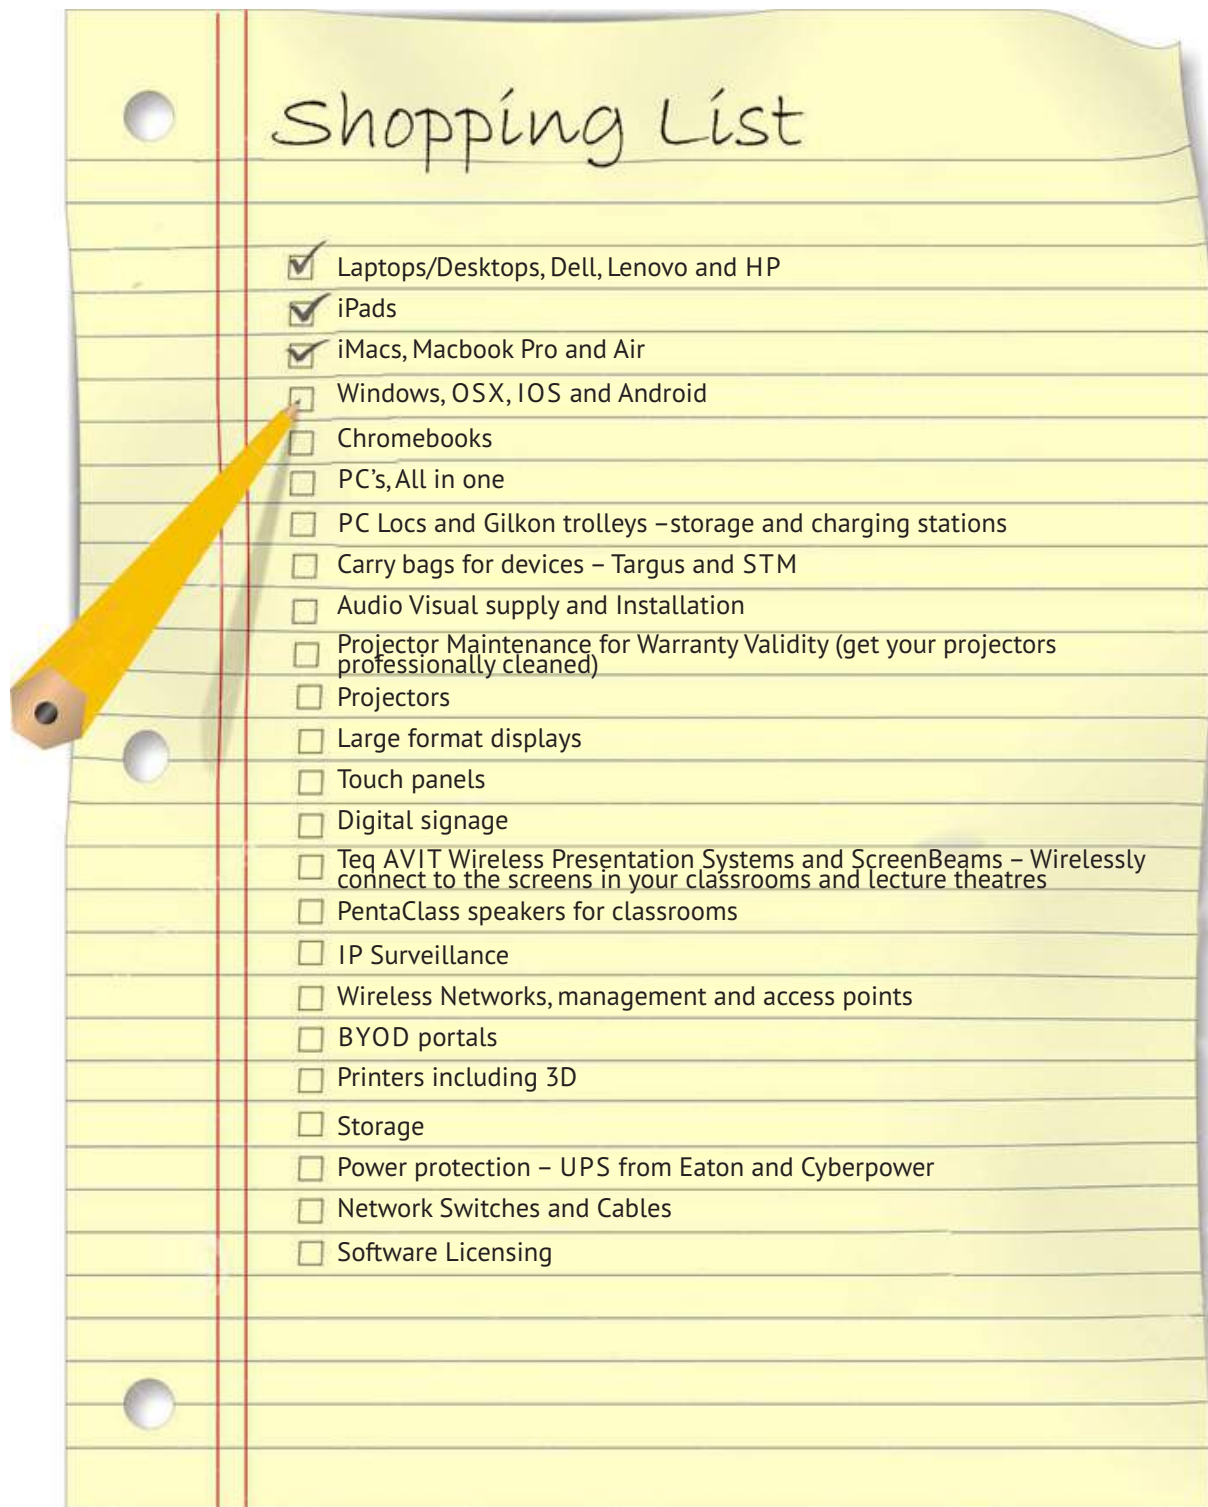 Shopping List
Laptops/Desktops, Dell, Lenovo and HP
iPads
iMacs, Macbook Pro and Air
Windows, OSX, IOS and Android
Chromebooks
PC’s, All in one
PC Locs and Gilkon trolleys –storage and charging stations
Carry bags for devices – Targus and STM
Audio Visual supply and Installation
Projector Maintenance for Warranty Validity (get your projectors
professionally cleaned)
Projectors
Large format displays
Touch panels
Digital signage
Teq AVIT Wireless Presentation Systems and ScreenBeams – Wirelessly
connect to the screens in your classrooms and lecture theatres
PentaClass speakers for classrooms
IP Surveillance
Wireless Networks, management and access points
BYOD portals
Printers including 3D
Storage
Power protection – UPS from Eaton and Cyberpower
Network Switches and Cables
Software Licensing